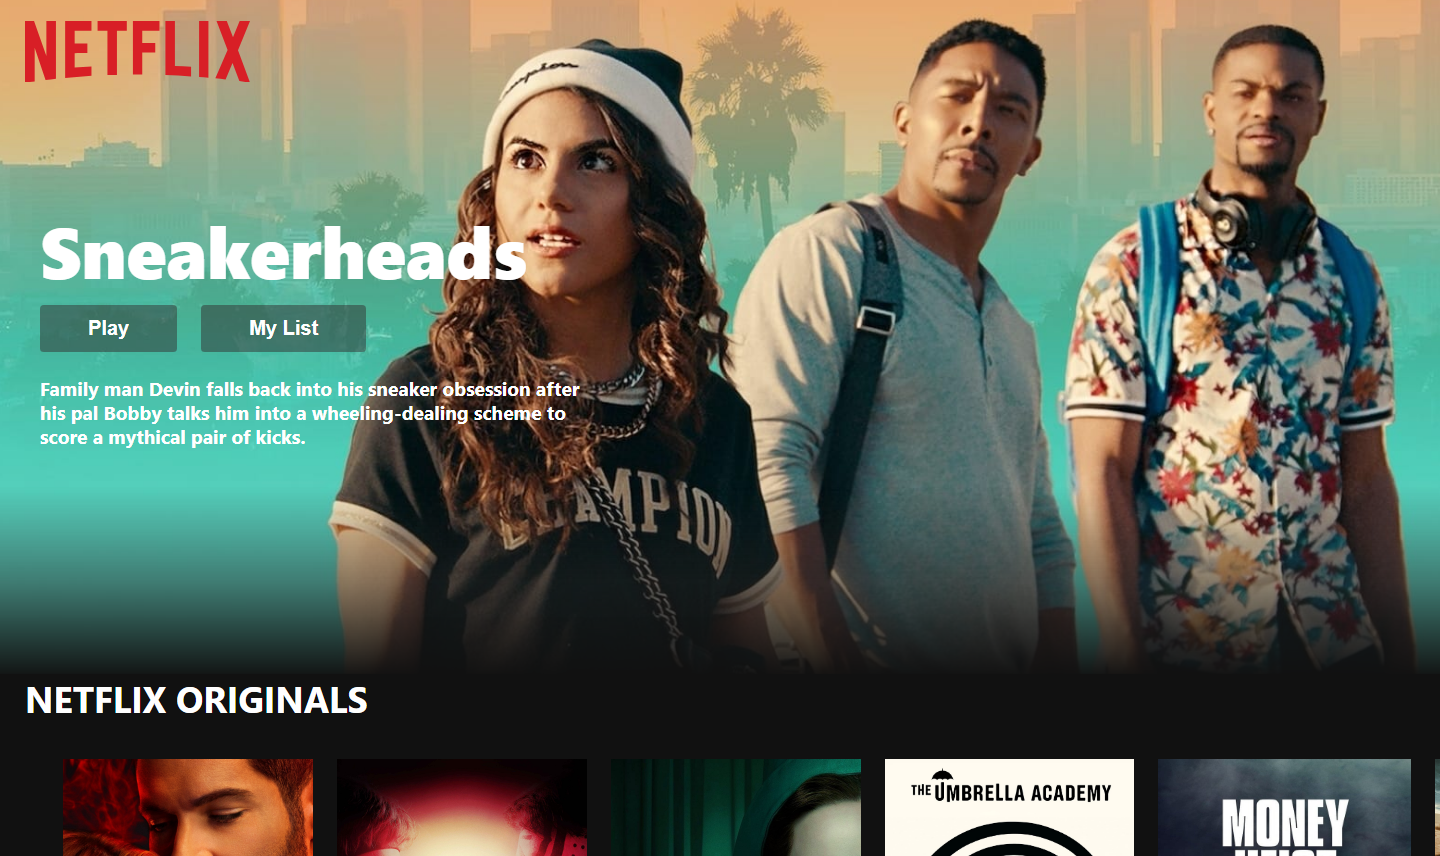 NETFLIX
Sneakerheads
Play
My List
Family man Devin falls back into his sneaker obsession after
his pal Bobby talks him into a wheeling-dealing scheme to
score a mythical pair of kicks.
CHAMPION
NETFLIX ORIGINALS
THE UMBRELLA ACADEMY
MONEY
HEIST